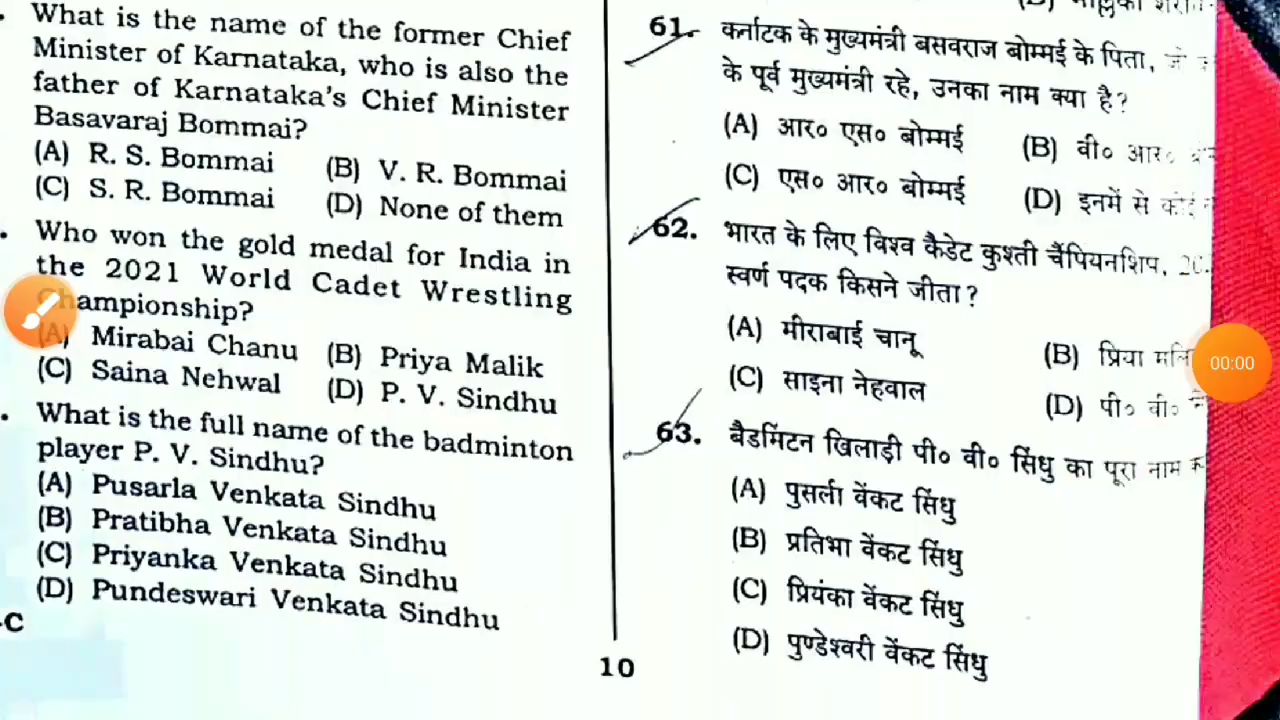 What is the name of the former Chief
Minister of Karnataka, who is also the
father of Karnataka's Chief Minister
Basavaraj Bommai?
(A) R. S. Bommai (B) V. R. Bommai
(C) S. R. Bommai (D) None of them
Who won the gold medal for India in
the 2021 World Cadet Wrestling
Championship?
(A) Mirabai Chanu (B) Priya Malik
(C) Saina Nehwal (D) P. V. Sindhu
What is the full name of the badminton
player P. V. Sindhu?
(A) Pusarla Venkata Sindhu
(B) Pratibha Venkata Sindhu
(C) Priyanka Venkata Sindhu
(D) Pundeswari Venkata Sindhu
-C
61. कर्नाटक के मुख्यमंत्री बसवराज बोम्मई के पिता, जो
के पूर्व मुख्यमंत्री रहे, उनका नाम क्या है?
(A) आर० एस० बोम्मई (B) वी० आर०
(C) एस० आर० बोम्मई (D) इनमें से कोई
62. भारत के लिए विश्व कैडेट कुश्ती चैंपियनशिप,
स्वर्ण पदक किसने जीता?
(A) मीराबाई चानू (B) प्रिया
(C) साइना नेहवाल (D) पी० वी०
63. बैडमिंटन खिलाड़ी पी० वी० सिंधु का पूरा नाम
(A) पुसर्ला वेंकट सिंधु
(B) प्रतिभा वेंकट सिंधु
(C) प्रियंका वेंकट सिंधु
(D) पुण्डेश्वरी वेंकट सिंधु
10
00:00